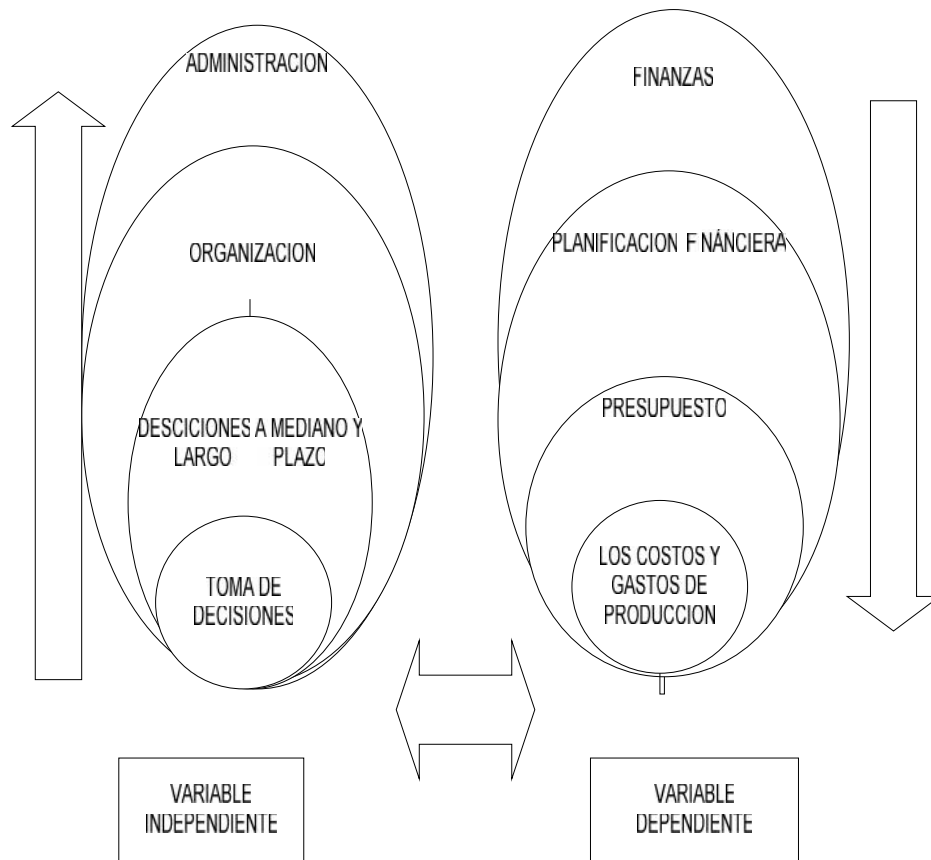 ADMINISTRACION
ORGANIZACION
DESCICIONES A MEDIANO Y
LARGO PLAZO
TOMA DE
DECISIONES
VARIABLE
INDEPENDIENTE
FINANZAS
PLANIFICACION FINÁNCIERA
PRESUPUESTO
LOS COSTOS Y
GASTOS DE
PRODUCCION
VARIABLE
DEPENDIENTE